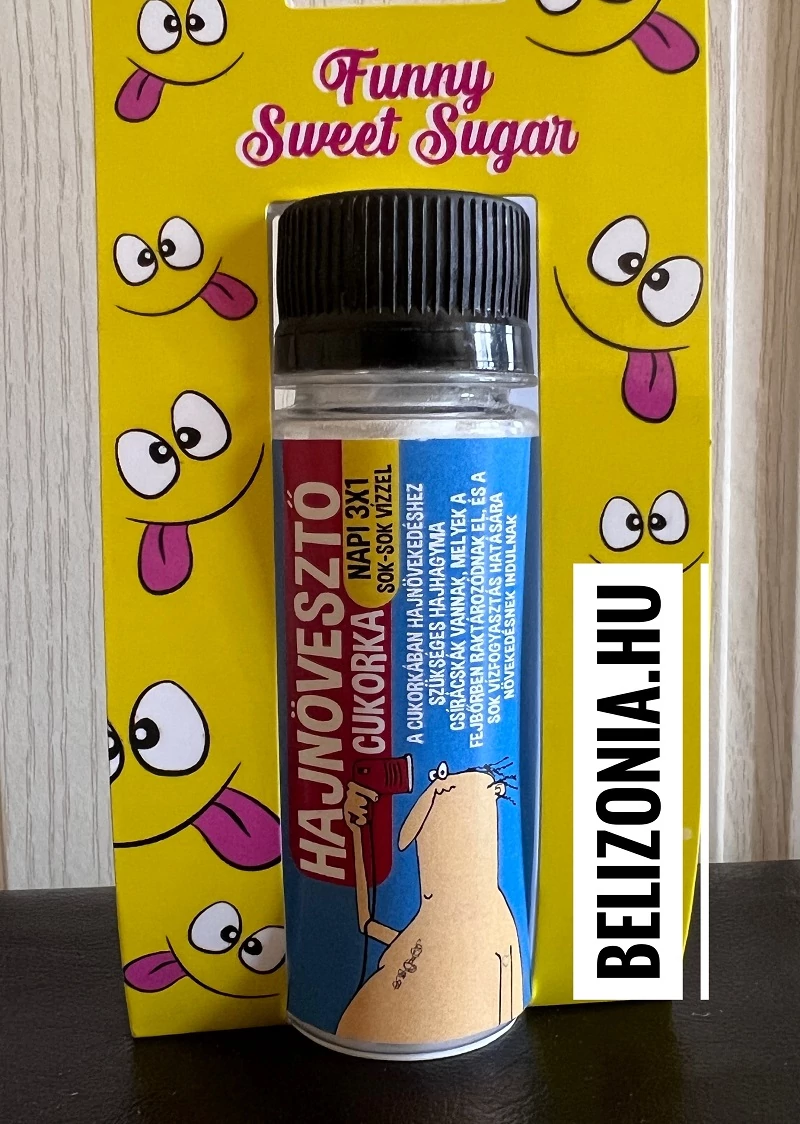 Funny
Sweet Sugar
HAJNÖVESZTŐ
CUKORKA
NAPI 3X1
SOK-SOK VÍZZEL
A CUKORKÁBAN HAJNÖVEKEDÉSHEZ
SZÜKSÉGES HAJHAGYMA
CSÍRÁCSKÁK VANNAK, MELYEK A
FEJBŐRBEN RAKTÁROZÓDNAK EL, ÉS A
SOK VÍZFOGYASZTÁS HATÁSÁRA
NÖVEKEDÉSNEK INDULNAK
BELIZONIA.HU